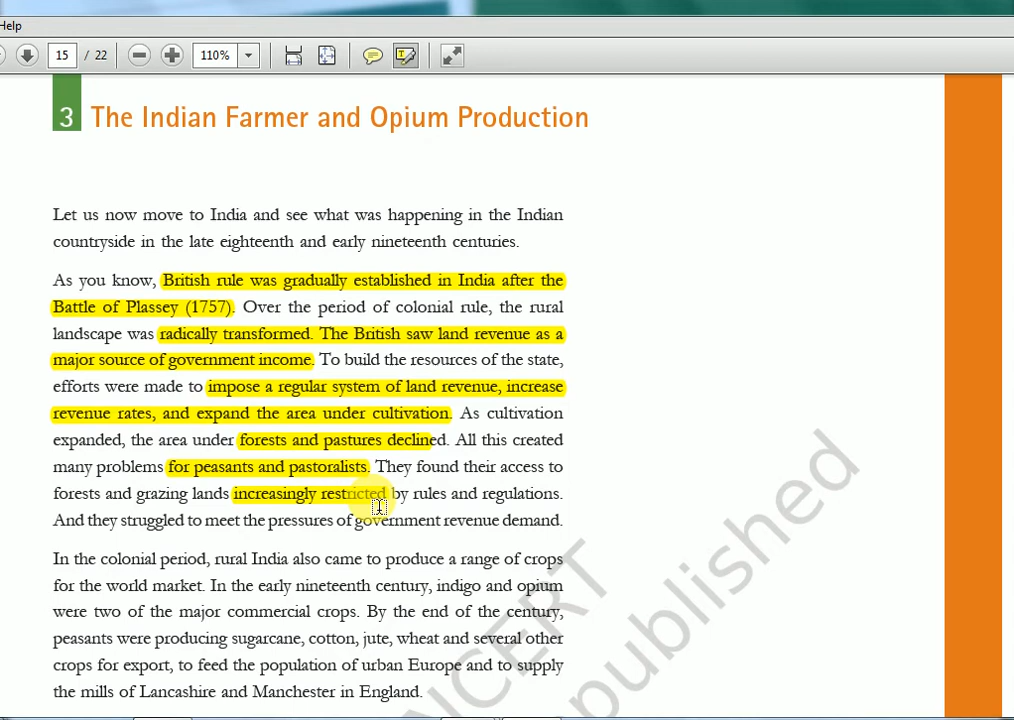 Help
15 / 22 110%
3 The Indian Farmer and Opium Production
Let us now move to India and see what was happening in the Indian
countryside in the late eighteenth and early nineteenth centuries.
As you know, British rule was gradually established in India after the
Battle of Plassey (1757). Over the period of colonial rule, the rural
landscape was radically transformed. The British saw land revenue as a
major source of government income. To build the resources of the state,
efforts were made to impose a regular system of land revenue, increase
revenue rates, and expand the area under cultivation. As cultivation
expanded, the area under forests and pastures declined. All this created
many problems for peasants and pastoralists. They found their access to
forests and grazing lands increasingly restricted by rules and regulations.
And they struggled to meet the pressures of government revenue demand.
In the colonial period, rural India also came to produce a range of crops
for the world market. In the early nineteenth century, indigo and opium
were two of the major commercial crops. By the end of the century,
peasants were producing sugarcane, cotton, jute, wheat and several other
crops for export, to feed the population of urban Europe and to supply
the mills of Lancashire and Manchester in England.
NCERT
published